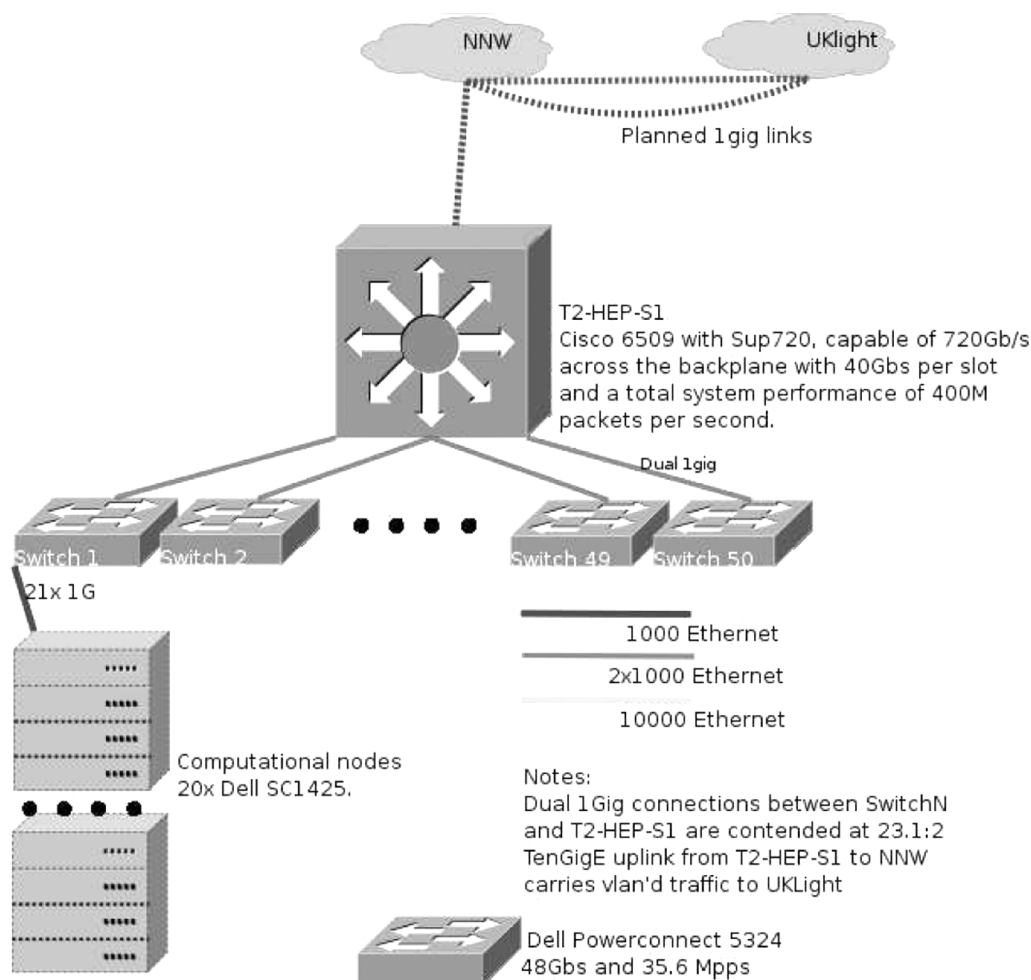 NNW
UKlight
Planned 1gig links
T2-HEP-S1
Cisco 6509 with Sup720, capable of 720Gb/s
across the backplane with 40Gbs per slot
and a total system performance of 400M
packets per second.
Dual 1gig
Switch 1
Switch 2
Switch 49
Switch 50
21x 1G
1000 Ethernet
2x1000 Ethernet
10000 Ethernet
Computational nodes
20x Dell SC1425.
Notes:
Dual 1Gig connections between SwitchN
and T2-HEP-S1 are contended at 23.1:2
TenGigE uplink from T2-HEP-S1 to NNW
carries vlan'd traffic to UKLight
Dell Powerconnect 5324
48Gbs and 35.6 Mpps